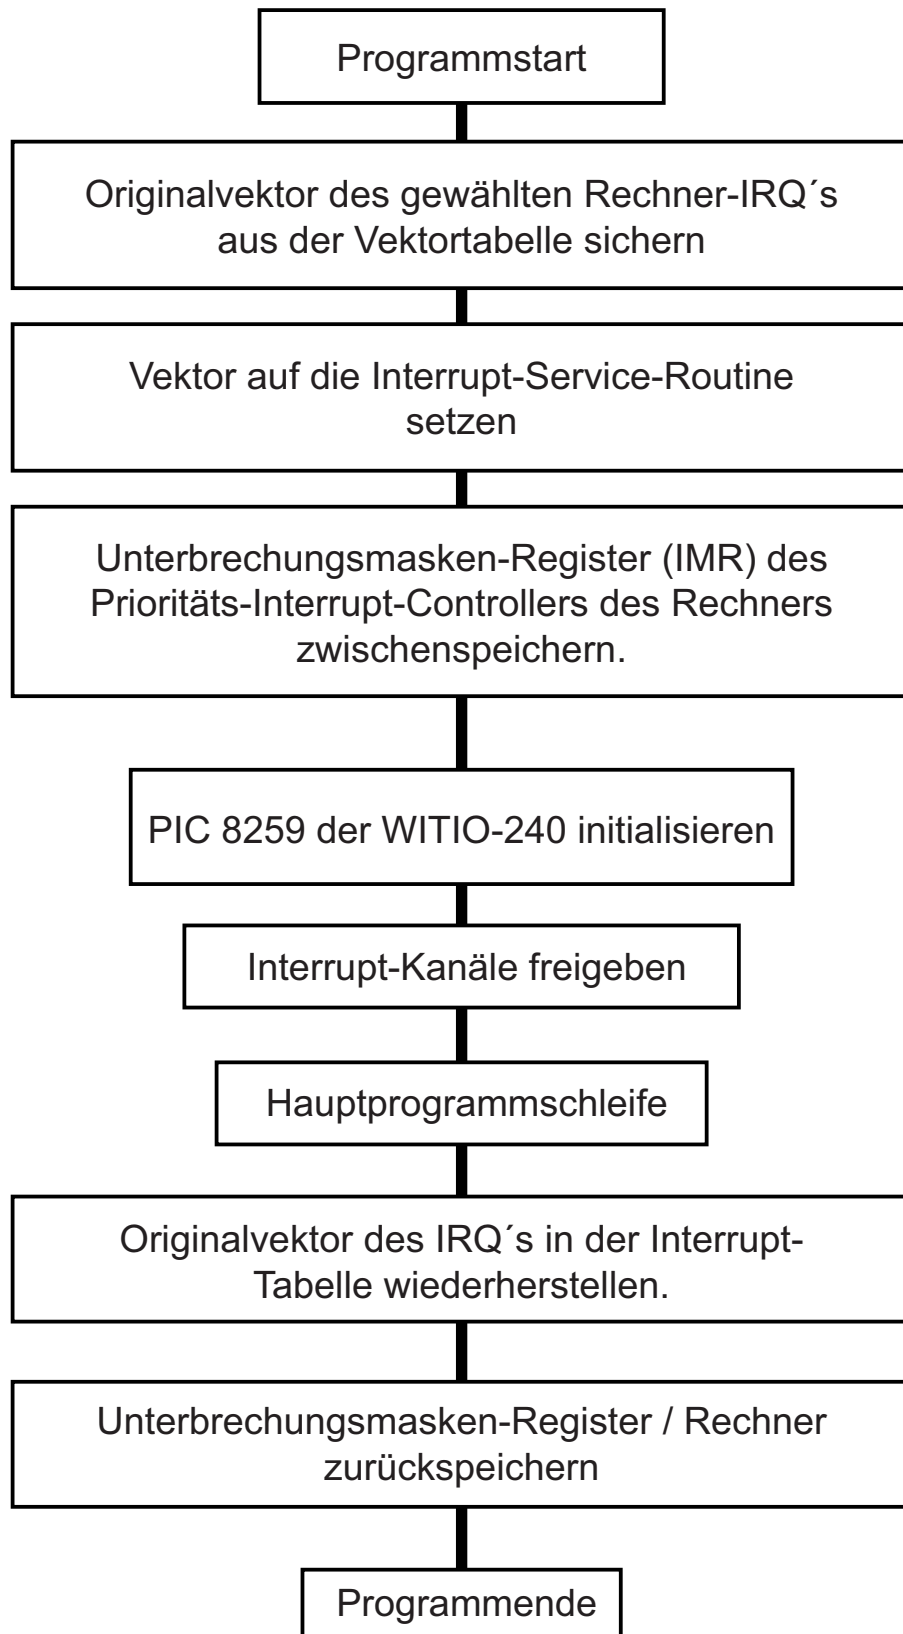 Programmstart
Originalvektor des gewählten Rechner-IRQ´s
aus der Vektortabelle sichern
Vektor auf die Interrupt-Service-Routine
setzen
Unterbrechungsmasken-Register (IMR) des
Prioritäts-Interrupt-Controllers des Rechners
zwischenspeichern.
PIC 8259 der WITIO-240 initialisieren
Interrupt-Kanäle freigeben
Hauptprogrammschleife
Originalvektor des IRQ´s in der Interrupt-
Tabelle wiederherstellen.
Unterbrechungsmasken-Register / Rechner
zurückspeichern
Programmende